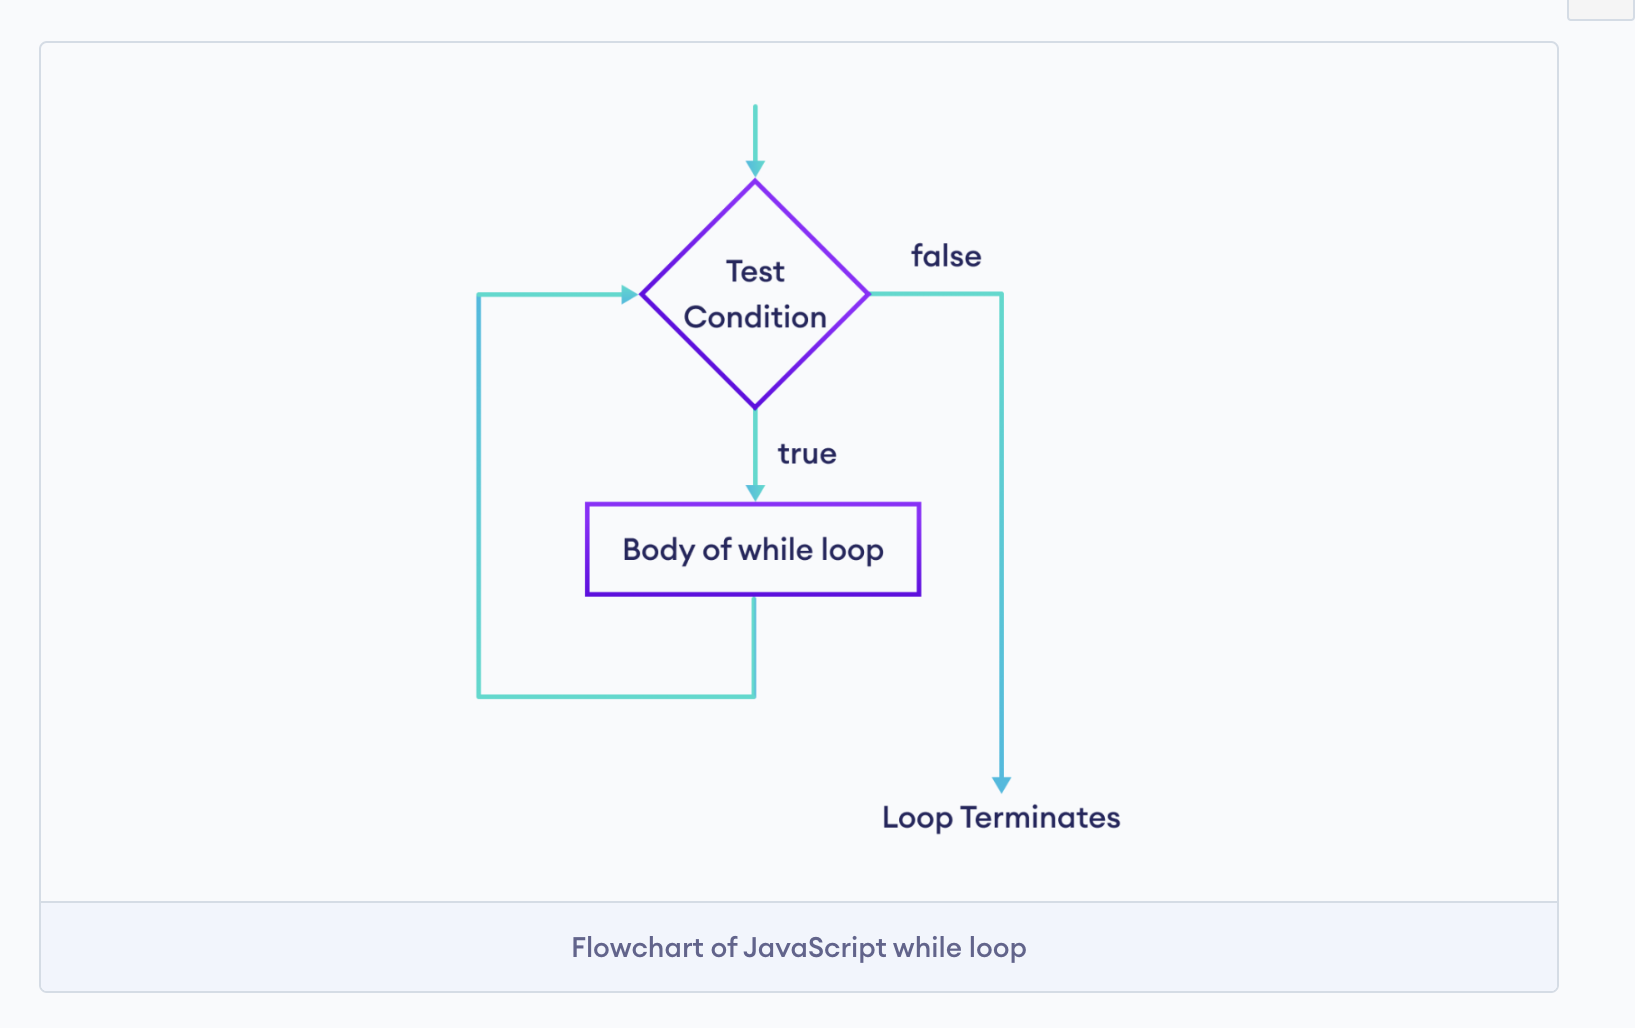 Test
Condition
false
true
Body of while loop
Loop Terminates
Flowchart of JavaScript while loop